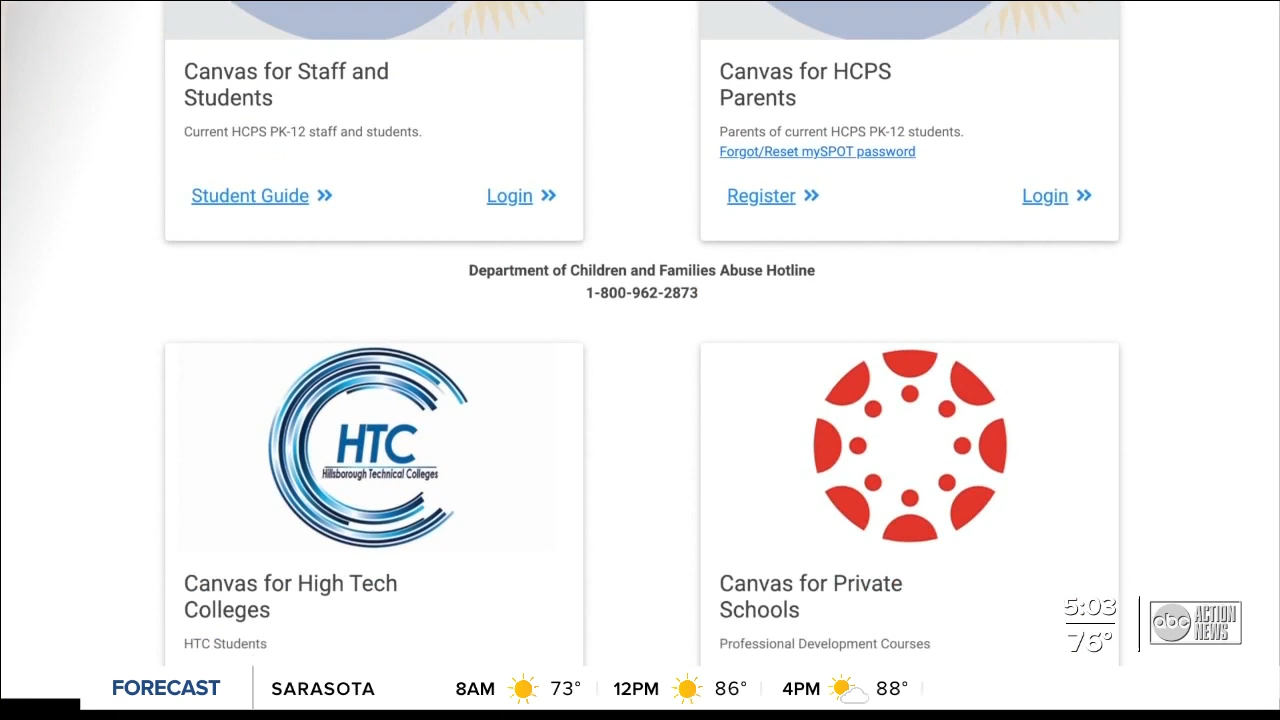 Canvas for Staff and
Students
Current HCPS PK-12 staff and students.
Student Guide »
Login »
Canvas for HCPS
Parents
Parents of current HCPS PK-12 students.
Forgot/Reset mySPOT password
Register »
Login »
Department of Children and Families Abuse Hotline
1-800-962-2873
HTC
Hillsborough Technical Colleges
Canvas for High Tech
Colleges
HTC Students
Canvas for Private
Schools
Professional Development Courses
5:03
76°
abc ACTION
NEWS
FORECAST SARASOTA 8AM 73° 12PM 86° 4PM 88°